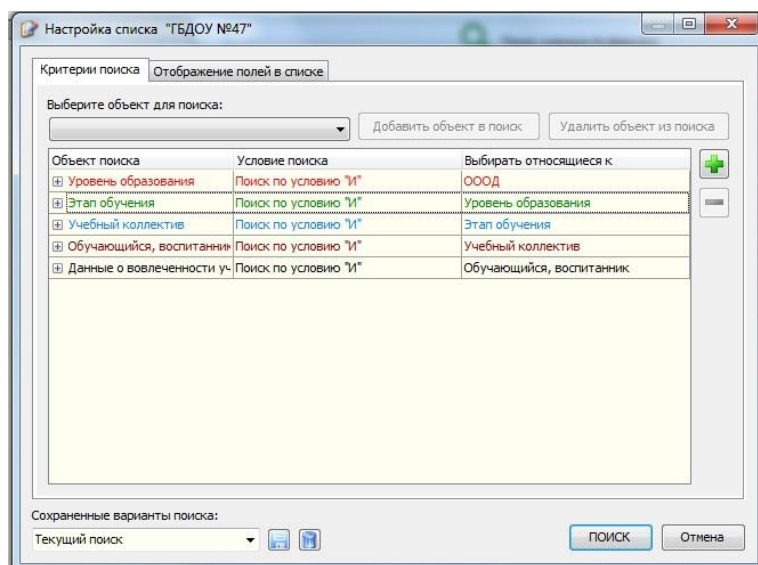 Настройка списка "ГБДОУ №47"
Критерии поиска Отображение полей в списке
Выберите объект для поиска:
Добавить объект в поиск Удалить объект из поиска
Объект поиска Условие поиска Выбирать относящиеся к
Уровень образования Поиск по условию "И" ОООД
Этап обучения Поиск по условию "И" Уровень образования
Учебный коллектив Поиск по условию "И" Этап обучения
Обучающийся, воспитанник Поиск по условию "И" Учебный коллектив
Данные о вовлеченности уч Поиск по условию "И" Обучающийся, воспитанник
Сохраненные варианты поиска:
Текущий поиск ПОИСК Отмена